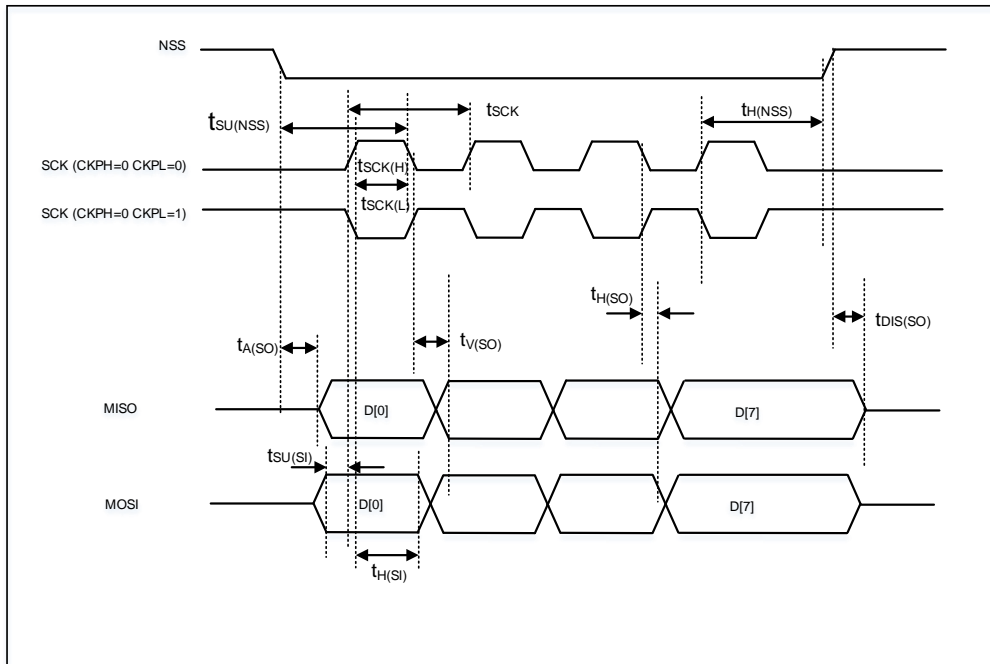 NSS
tSCK
tH(NSS)
tSU(NSS)
SCK (CKPH=0 CKPL=0)
tSCK(H)
tSCK(L)
SCK (CKPH=0 CKPL=1)
tH(SO)
tDIS(SO)
tA(SO)
tV(SO)
MISO
D[0]
D[7]
tSU(SI)
MOSI
D[0]
D[7]
tH(SI)